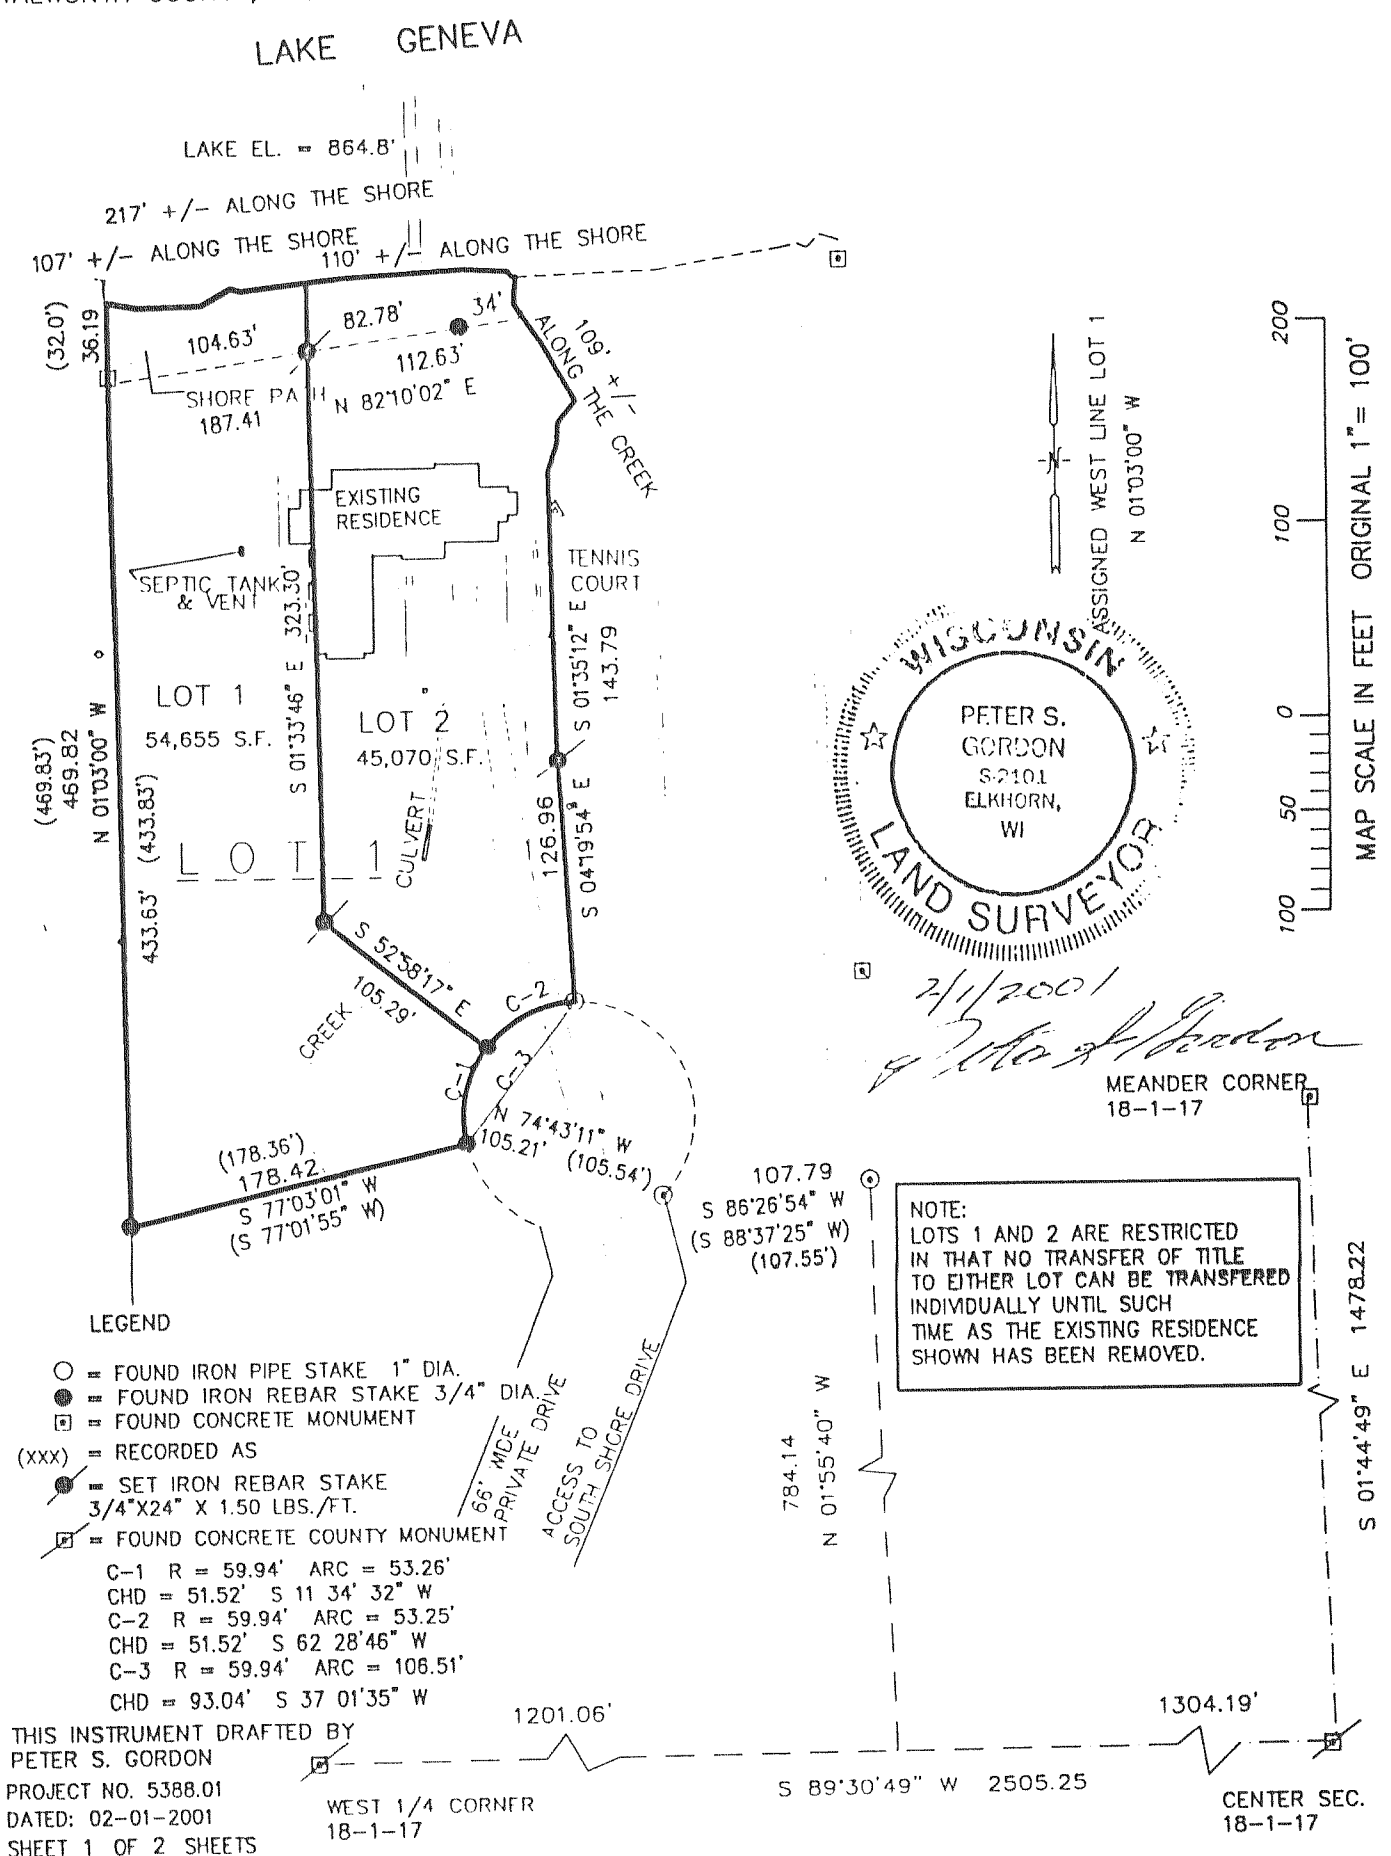 LAKE GENEVA
LAKE EL. = 864.8'
217' +/- ALONG THE SHORE
107' +/- ALONG THE SHORE
110' +/- ALONG THE SHORE
(32.0')
36.19
104.63'
82.78'
34'
112.63'
109' +/-
ALONG THE CREEK
SHORE PATH
187.41
N 82°10'02" E
EXISTING
RESIDENCE
SEPTIC TANK
& VENT
TENNIS
COURT
S 01°33'46" E 323.30'
S 01°35'12" E
143.79
LOT 1
54,655 S.F.
LOT 2
45,070 S.F.
(469.83')
469.82
N 01°03'00" W
433.63' (433.83')
LOT 1
CULVERT
126.96
S 04°19'54" E
S 52°58'17" E
105.29'
CREEK
C-2
C-1
C-3
N 74°43'11" W
105.21' (105.54')
(178.36')
178.42
S 77°03'01" W
(S 77°01'55" W)
66' WIDE
PRIVATE DRIVE
ACCESS TO
SOUTH SHORE DRIVE
ASSIGNED WEST LINE LOT 1
N 01°03'00" W
N
200
100
0
50
100
MAP SCALE IN FEET ORIGINAL 1"= 100'
WISCONSIN
PETER S.
GORDON
S-2101
ELKHORN,
WI
LAND SURVEYOR
2/1/2001
Peter S Gordon
MEANDER CORNER
18-1-17
107.79
S 86°26'54" W
(S 88°37'25" W)
(107.55')
NOTE:
LOTS 1 AND 2 ARE RESTRICTED
IN THAT NO TRANSFER OF TITLE
TO EITHER LOT CAN BE TRANSFERED
INDIVIDUALLY UNTIL SUCH
TIME AS THE EXISTING RESIDENCE
SHOWN HAS BEEN REMOVED.
784.14
N 01°55'40" W
S 01°44'49" E 1478.22
LEGEND
= FOUND IRON PIPE STAKE 1" DIA.
= FOUND IRON REBAR STAKE 3/4" DIA.
= FOUND CONCRETE MONUMENT
(XXX) = RECORDED AS
= SET IRON REBAR STAKE
3/4"X24" X 1.50 LBS./FT.
= FOUND CONCRETE COUNTY MONUMENT
C-1 R = 59.94' ARC = 53.26'
CHD = 51.52' S 11 34' 32" W
C-2 R = 59.94' ARC = 53.25'
CHD = 51.52' S 62 28'46" W
C-3 R = 59.94' ARC = 106.51'
CHD = 93.04' S 37 01'35" W
THIS INSTRUMENT DRAFTED BY
PETER S. GORDON
PROJECT NO. 5388.01
DATED: 02-01-2001
SHEET 1 OF 2 SHEETS
1201.06'
1304.19'
S 89°30'49" W 2505.25
WEST 1/4 CORNER
18-1-17
CENTER SEC.
18-1-17